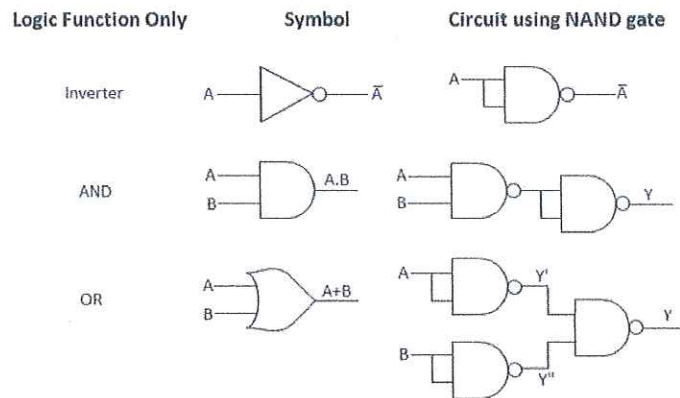 Logic Function Only Symbol Circuit using NAND gate
Inverter A Ā A Ā
AND A B A.B A B Y
OR A B A+B A B Y' Y" Y